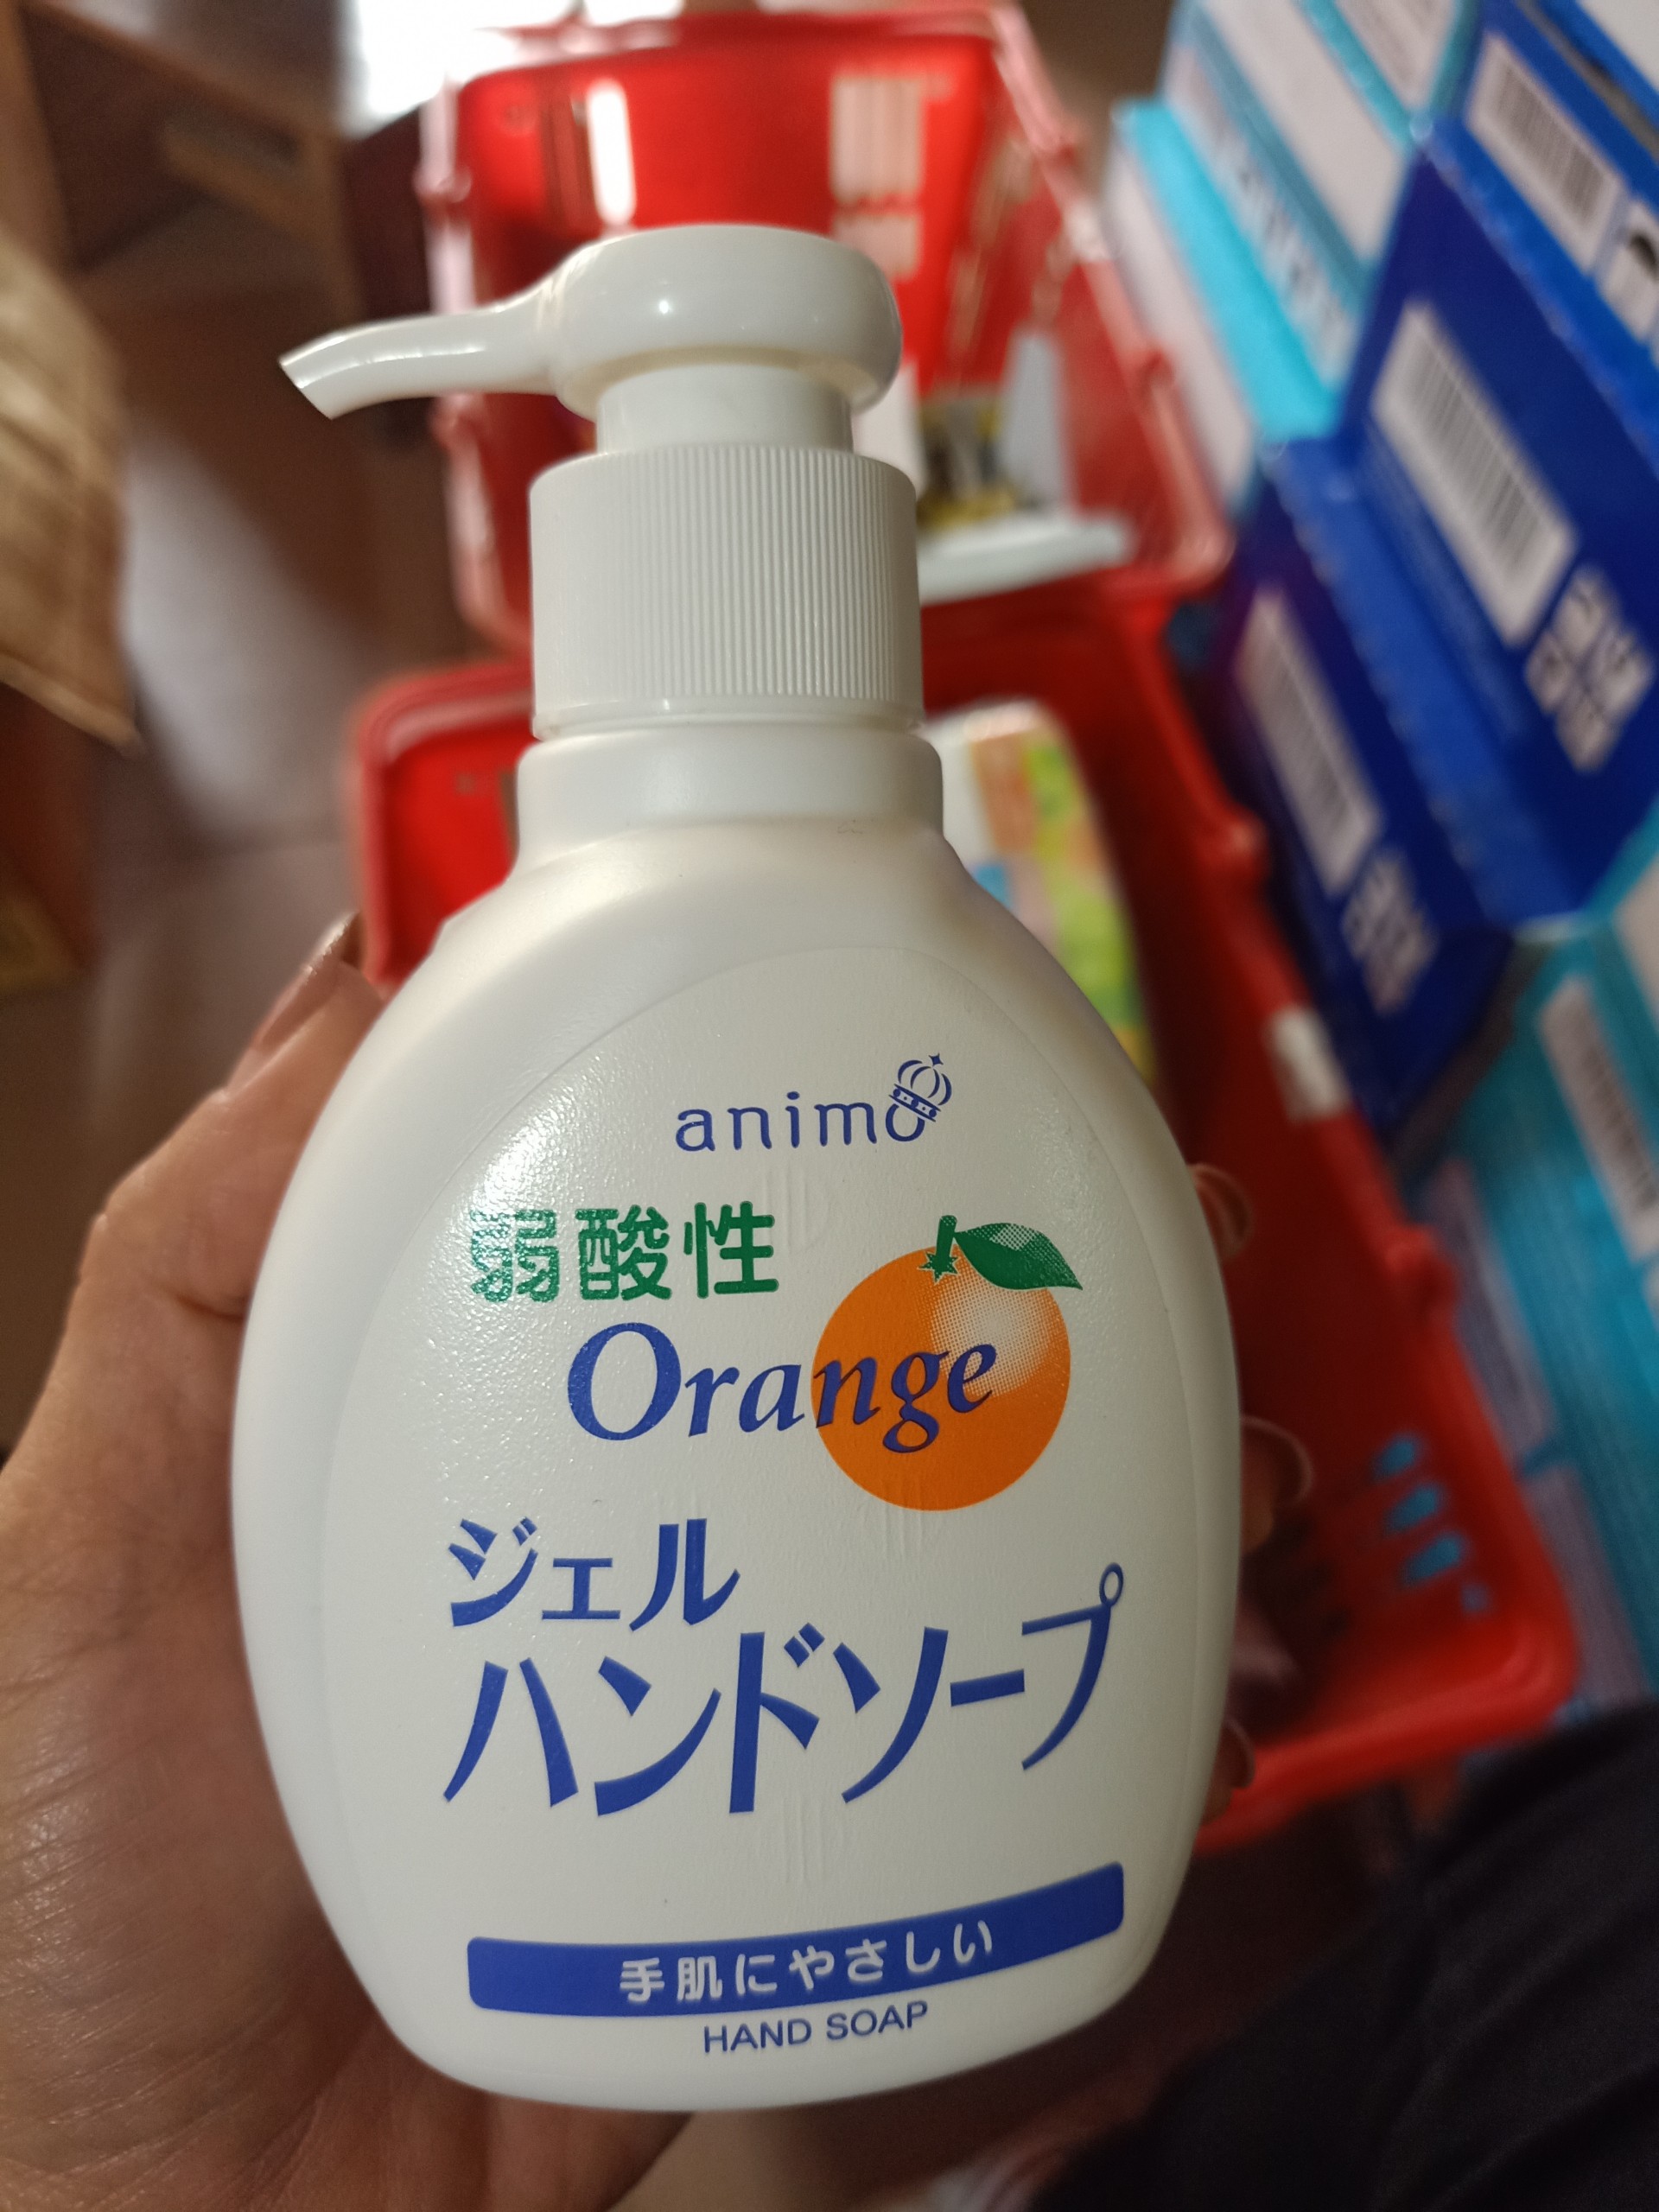 animo
弱酸性
Orange
ジェル
ハンドソープ
手肌にやさしい
HAND SOAP